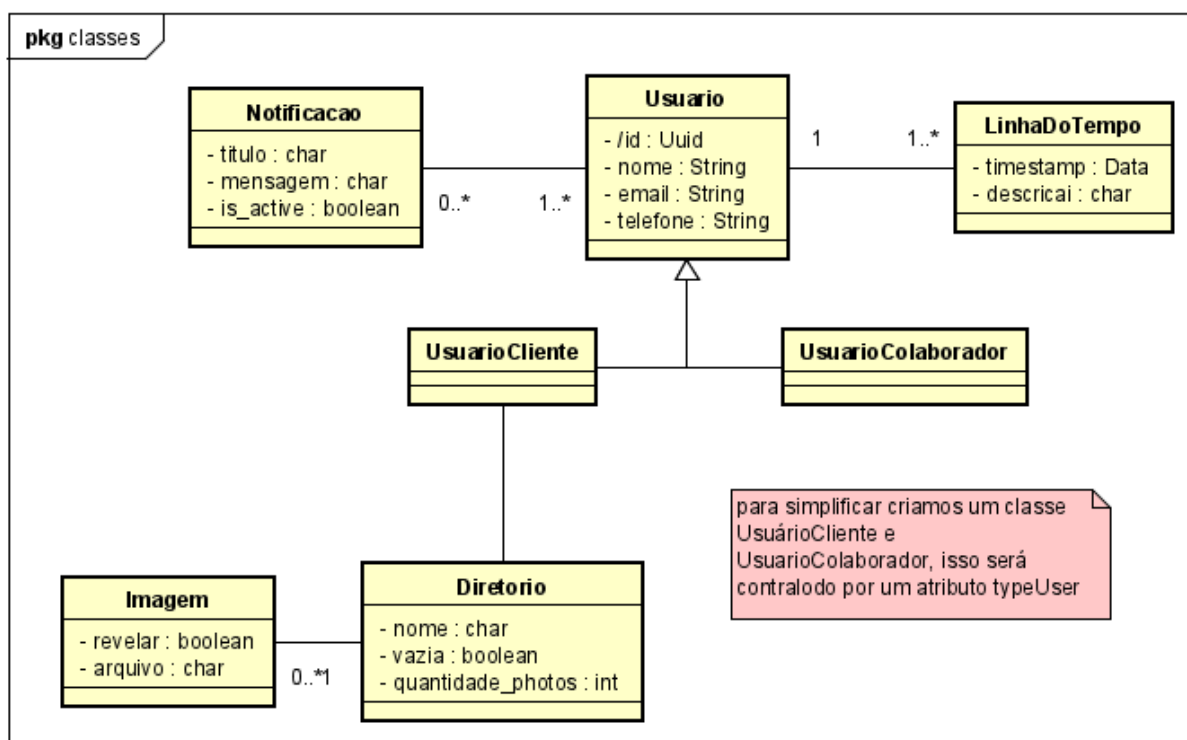 pkg classes
Notificacao
- titulo : char
- mensagem : char
- is_active : boolean
0..*
1..*
Usuario
- /id : Uuid
- nome : String
- email : String
- telefone : String
1
1..*
LinhaDoTempo
- timestamp : Data
- descricai : char
UsuarioCliente
UsuarioColaborador
para simplificar criamos um classe
UsuárioCliente e
UsuarioColaborador, isso será
contralodo por um atributo typeUser
Imagem
- revelar : boolean
- arquivo : char
0..*1
Diretorio
- nome : char
- vazia : boolean
- quantidade_photos : int